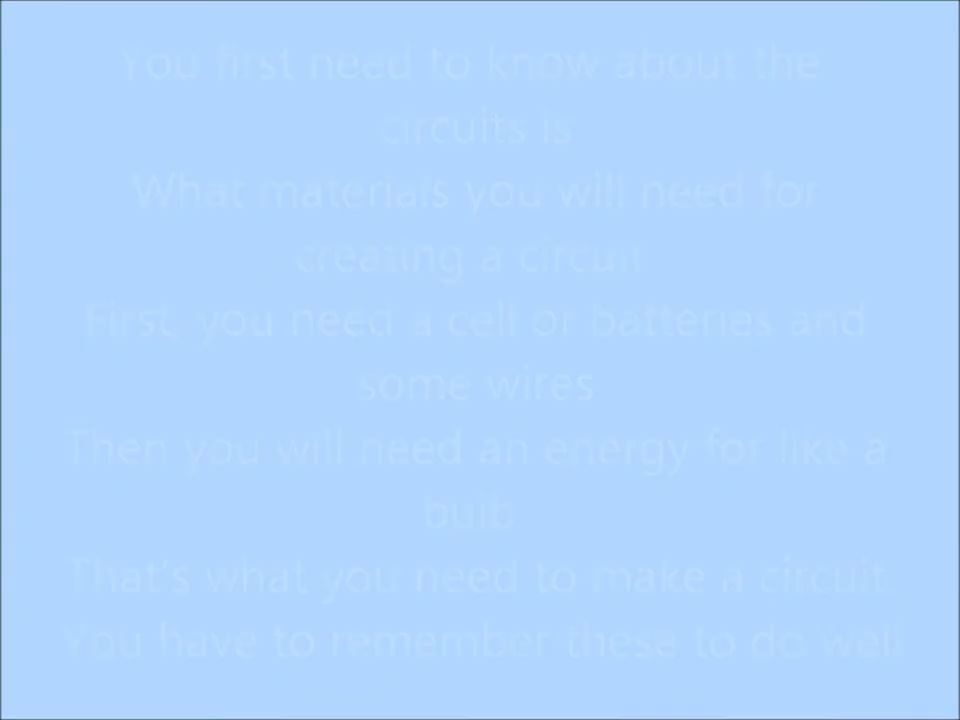 You first need to know about the
circuits is
What materials you will need for
creating a circuit
First, you need a cell or batteries and
some wires
Then you will need an energy for like a
bulb
That's what you need to make a circuit
You have to remember these to do well